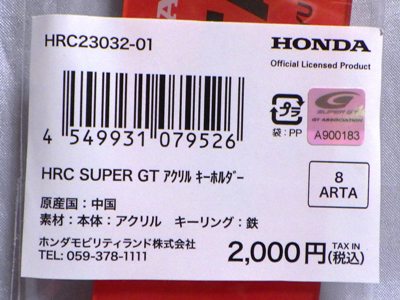 HRC23032-01
HONDA
Official Licensed Product
プラ
袋：PP
SUPER GT
GT ASSOCIATION
A900183
4 549931 079526
HRC SUPER GT ｱｸﾘﾙ ｷｰﾎﾙﾀﾞｰ
8
ARTA
原産国：中国
素材：本体：アクリル　キーリング：鉄
ホンダモビリティランド株式会社
TEL: 059-378-1111
2,000円 TAX IN (税込)